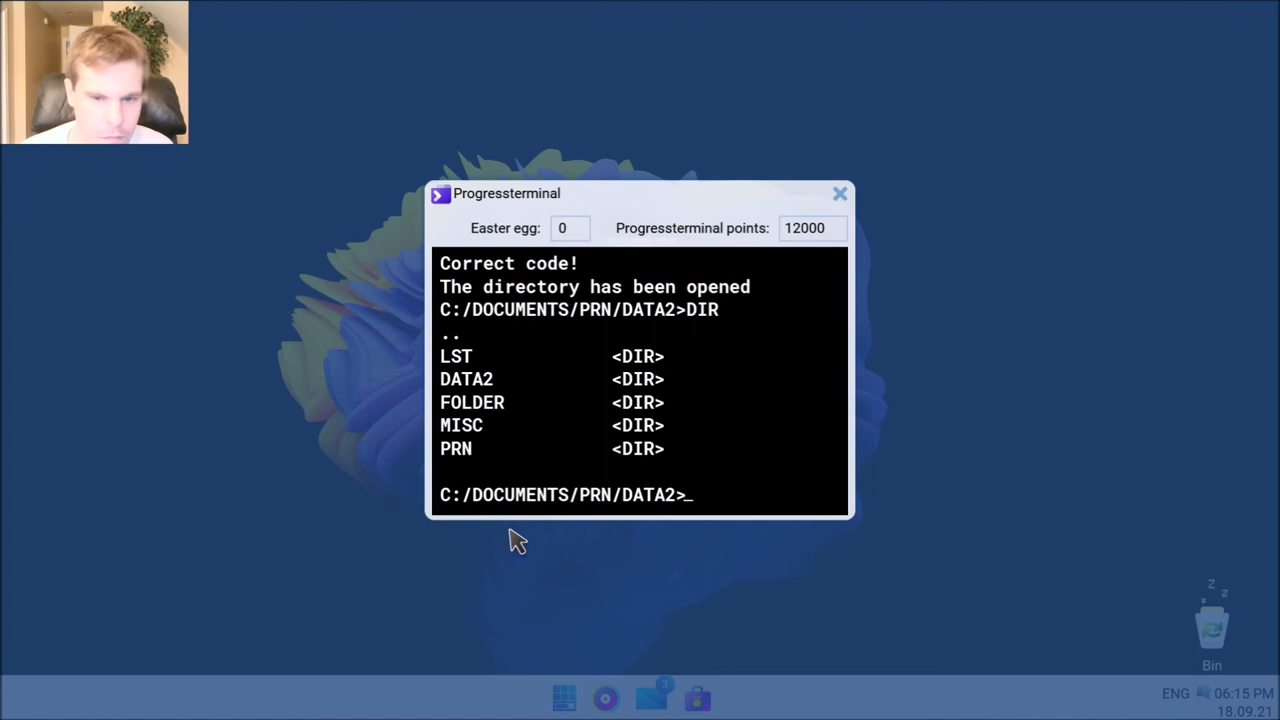 Progressterminal
Easter egg: 0 Progressterminal points: 12000
Correct code!
The directory has been opened
C:/DOCUMENTS/PRN/DATA2>DIR
..
LST <DIR>
DATA2 <DIR>
FOLDER <DIR>
MISC <DIR>
PRN <DIR>
C:/DOCUMENTS/PRN/DATA2>_
Z
z
Bin
3
ENG 06:15 PM
18.09.21